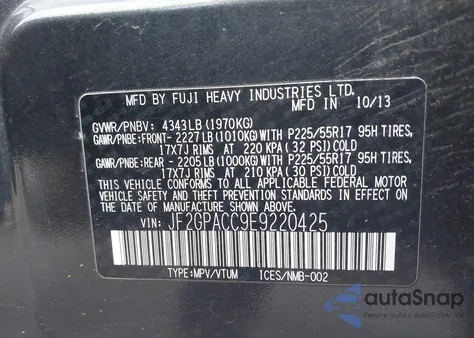 MFD BY FUJI HEAVY INDUSTRIES LTD.
IN 10/13
GVWR/PNBV: 4343LB(1970KG)
GAWR/PNBE:FRONT- 2227LB(1010KG)WITH P225/55R17 95H TIRES,
17X7J RIMS AT 220 KPA( 32 PSI)COLD
GAWR/PNBE:REAR - 2205LB(1000KG)WITH P225/55R17 95H TIRES,
17X7J RIMS AT 210 KPA( 30 PSI)COLD
THIS VEHICLE CONFORMS TO ALL APPLICABLE FEDERAL MOTOR
VEHICLE SAFETY AND THEFT PREVENTION STANDARDS IN EFFECT ON THE
DATE OF MANUFACTURE SHOWN ABOVE.
VIN: JF2GPACC9E9220425
TYPE:MPV/VTUM ICES/NMB-002
autoSnap